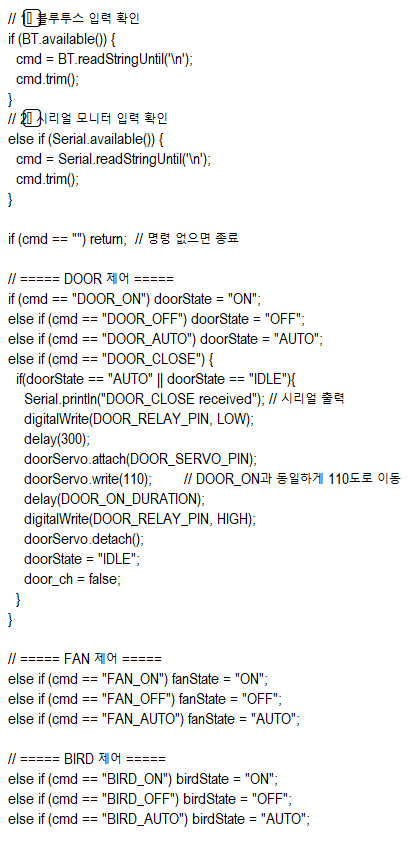 // 1️⃣ 블루투스 입력 확인
if (BT.available()) {
cmd = BT.readStringUntil('\n');
cmd.trim();
}
// 2️⃣ 시리얼 모니터 입력 확인
else if (Serial.available()) {
cmd = Serial.readStringUntil('\n');
cmd.trim();
}
if (cmd == "") return;  // 명령 없으면 종료
// ===== DOOR 제어 =====
if (cmd == "DOOR_ON") doorState = "ON";
else if (cmd == "DOOR_OFF") doorState = "OFF";
else if (cmd == "DOOR_AUTO") doorState = "AUTO";
else if (cmd == "DOOR_CLOSE") {
if(doorState == "AUTO" || doorState == "IDLE"){
Serial.println("DOOR_CLOSE received"); // 시리얼 출력
digitalWrite(DOOR_RELAY_PIN, LOW);
delay(300);
doorServo.attach(DOOR_SERVO_PIN);
doorServo.write(110);        // DOOR_ON과 동일하게 110도로 이동
delay(DOOR_ON_DURATION);
digitalWrite(DOOR_RELAY_PIN, HIGH);
doorServo.detach();
doorState = "IDLE";
door_ch = false;
}
}
// ===== FAN 제어 =====
else if (cmd == "FAN_ON") fanState = "ON";
else if (cmd == "FAN_OFF") fanState = "OFF";
else if (cmd == "FAN_AUTO") fanState = "AUTO";
// ===== BIRD 제어 =====
else if (cmd == "BIRD_ON") birdState = "ON";
else if (cmd == "BIRD_OFF") birdState = "OFF";
else if (cmd == "BIRD_AUTO") birdState = "AUTO";